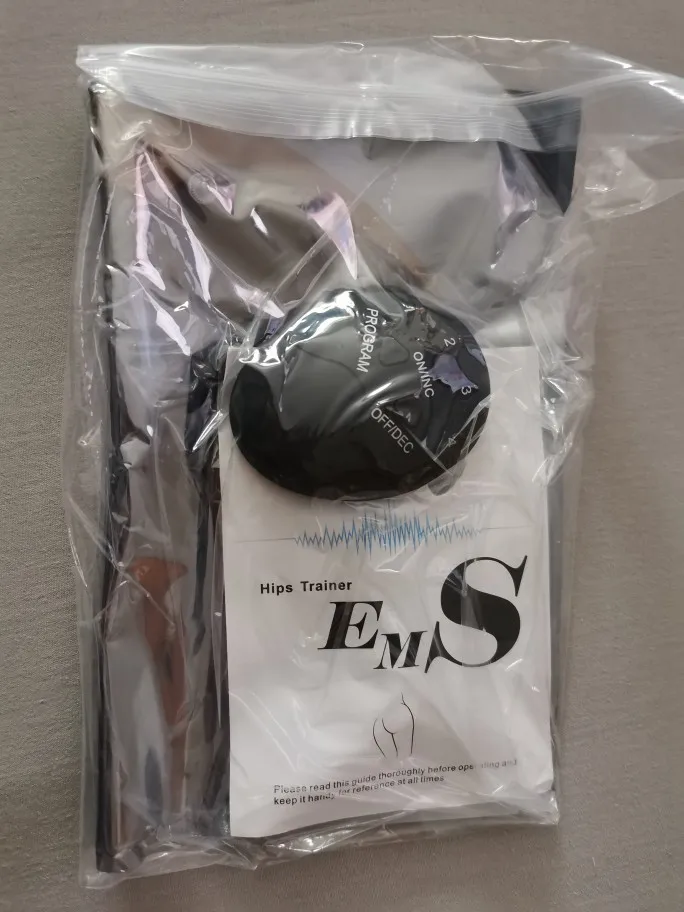 PROGRAM
ON/INC
OFF/DEC
2
3
4
Hips Trainer
EMS
Please read this guide thoroughly before operating and
keep it handy for reference at all times